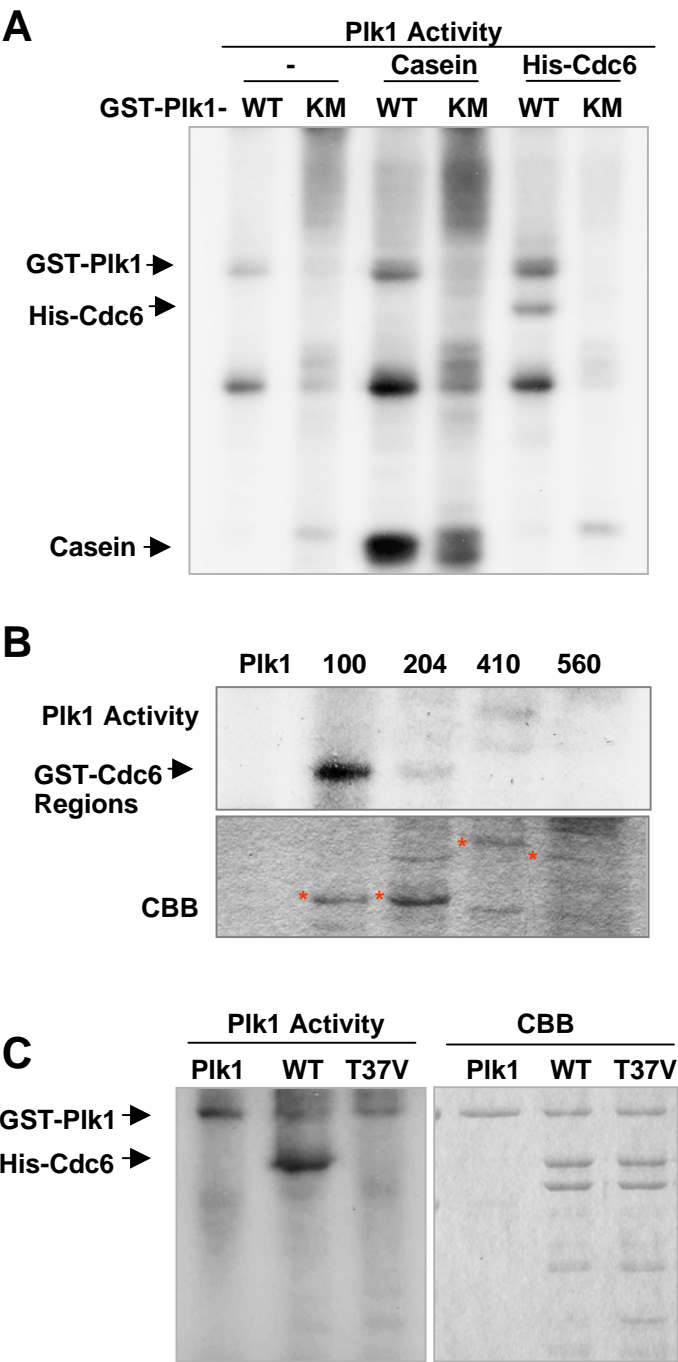 A
Plk1 Activity
- Casein His-Cdc6
GST-Plk1- WT KM WT KM WT KM
GST-Plk1
His-Cdc6
Casein
B
Plk1 100 204 410 560
Plk1 Activity
GST-Cdc6
Regions
* *
* *
CBB
C
Plk1 Activity CBB
Plk1 WT T37V Plk1 WT T37V
GST-Plk1
His-Cdc6